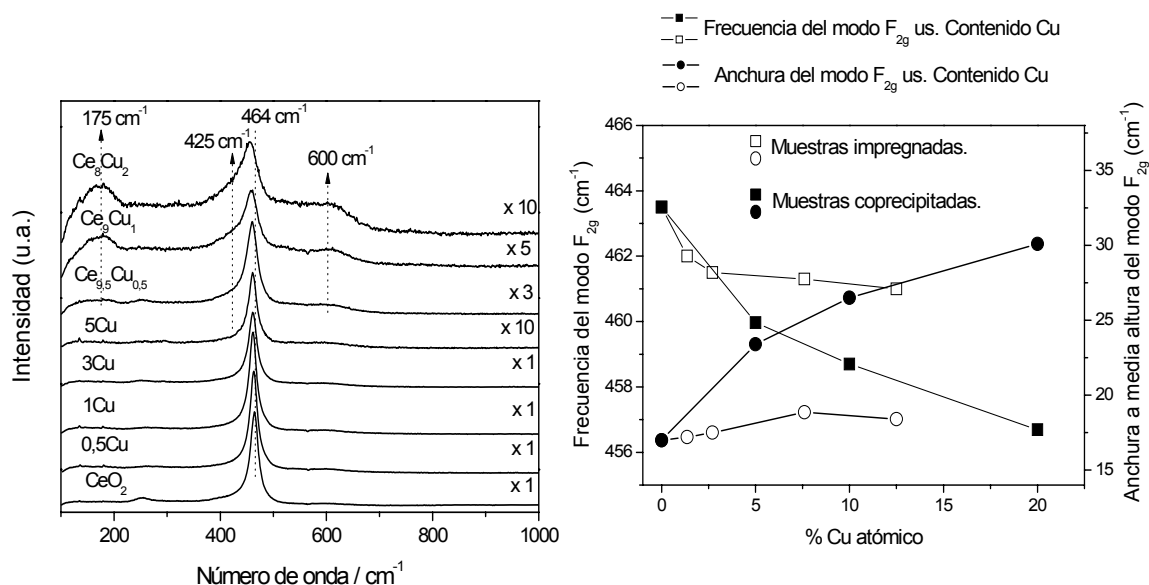 Frecuencia del modo F2g us. Contenido Cu
Anchura del modo F2g us. Contenido Cu
175 cm-1
464 cm-1
425 cm-1
600 cm-1
Ce8Cu2
x 10
Ce9Cu1
x 5
Ce9,5Cu0,5
x 3
5Cu
x 10
3Cu
x 1
1Cu
x 1
0,5Cu
x 1
CeO2
x 1
Intensidad (u.a.)
200
400
600
800
1000
Número de onda / cm-1
Muestras impregnadas.
Muestras coprecipitadas.
Frecuencia del modo F2g (cm-1)
466
464
462
460
458
456
Anchura a media altura del modo F2g (cm-1)
35
30
25
20
15
0
5
10
15
20
% Cu atómico